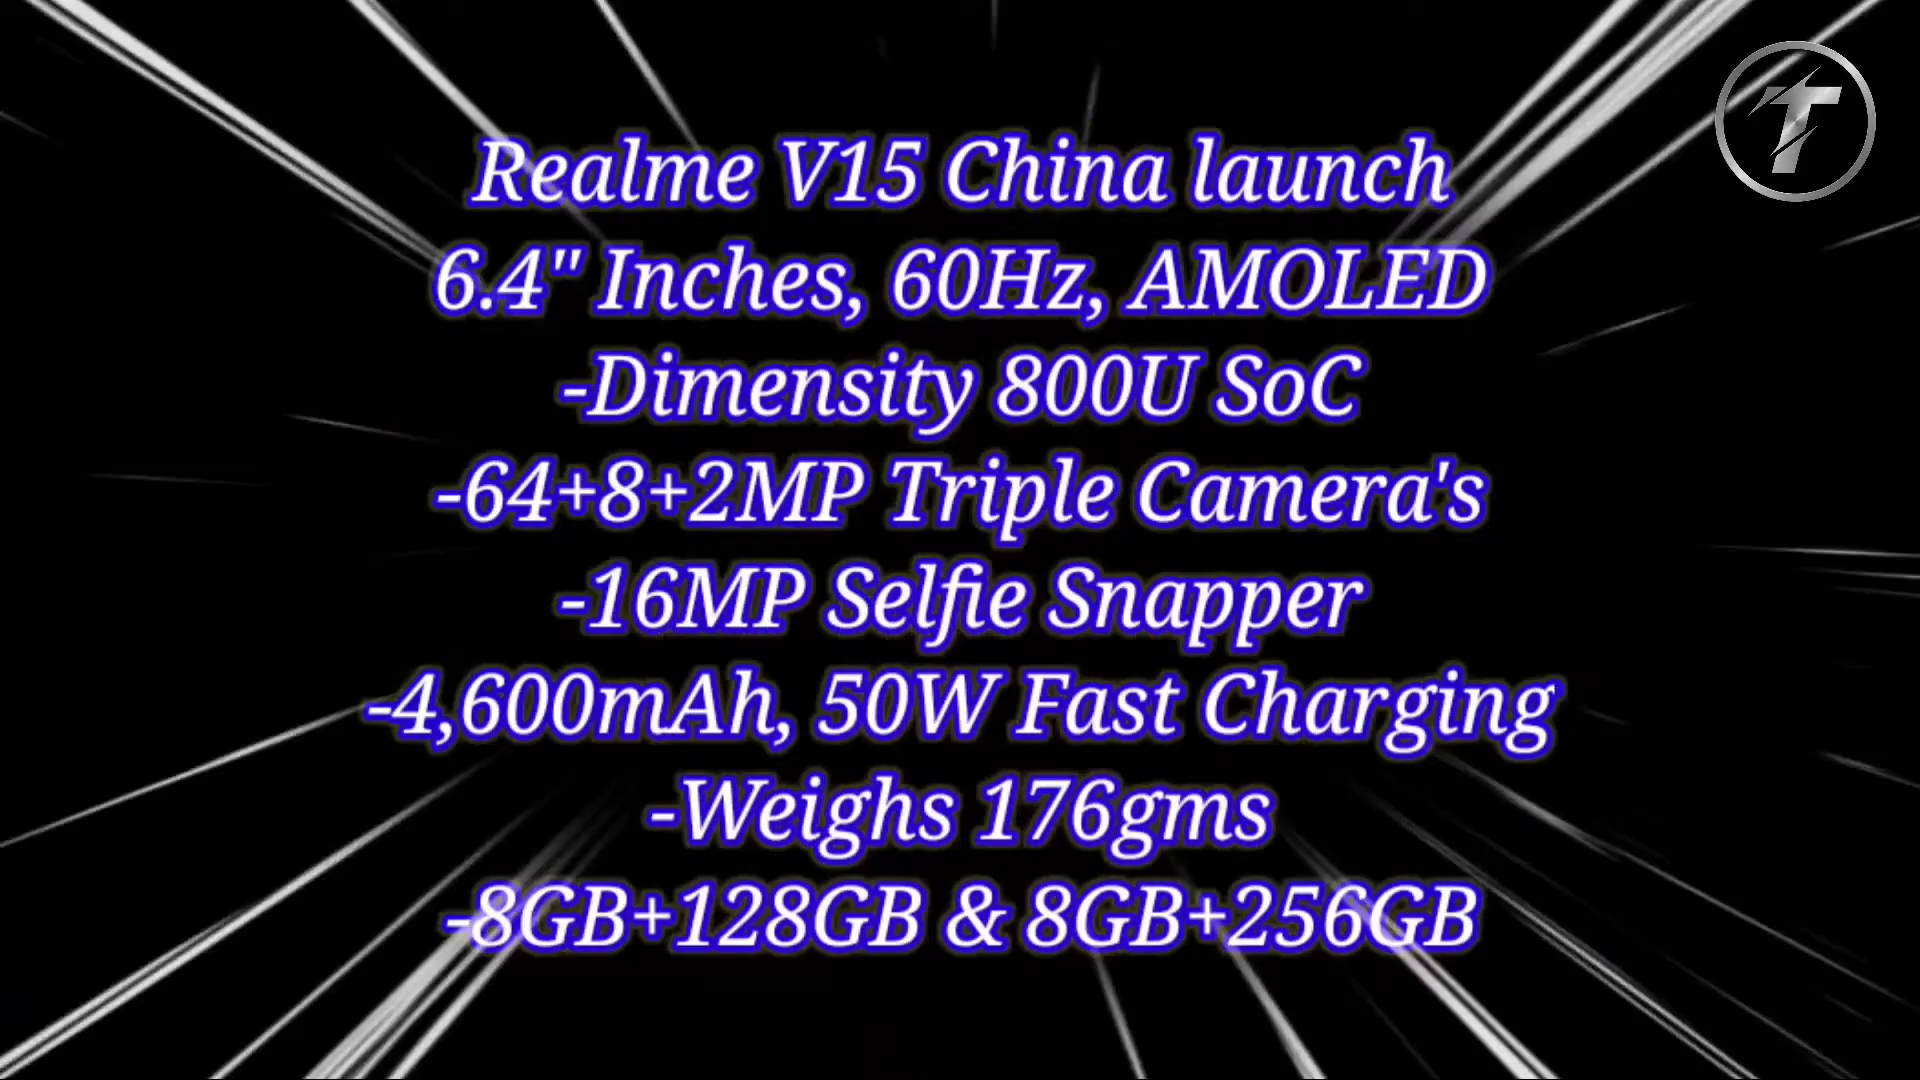 Realme V15 China launch
6.4" Inches, 60Hz, AMOLED
-Dimensity 800U SoC
-64+8+2MP Triple Camera's
-16MP Selfie Snapper
-4,600mAh, 50W Fast Charging
-Weighs 176gms
-8GB+128GB & 8GB+256GB
T